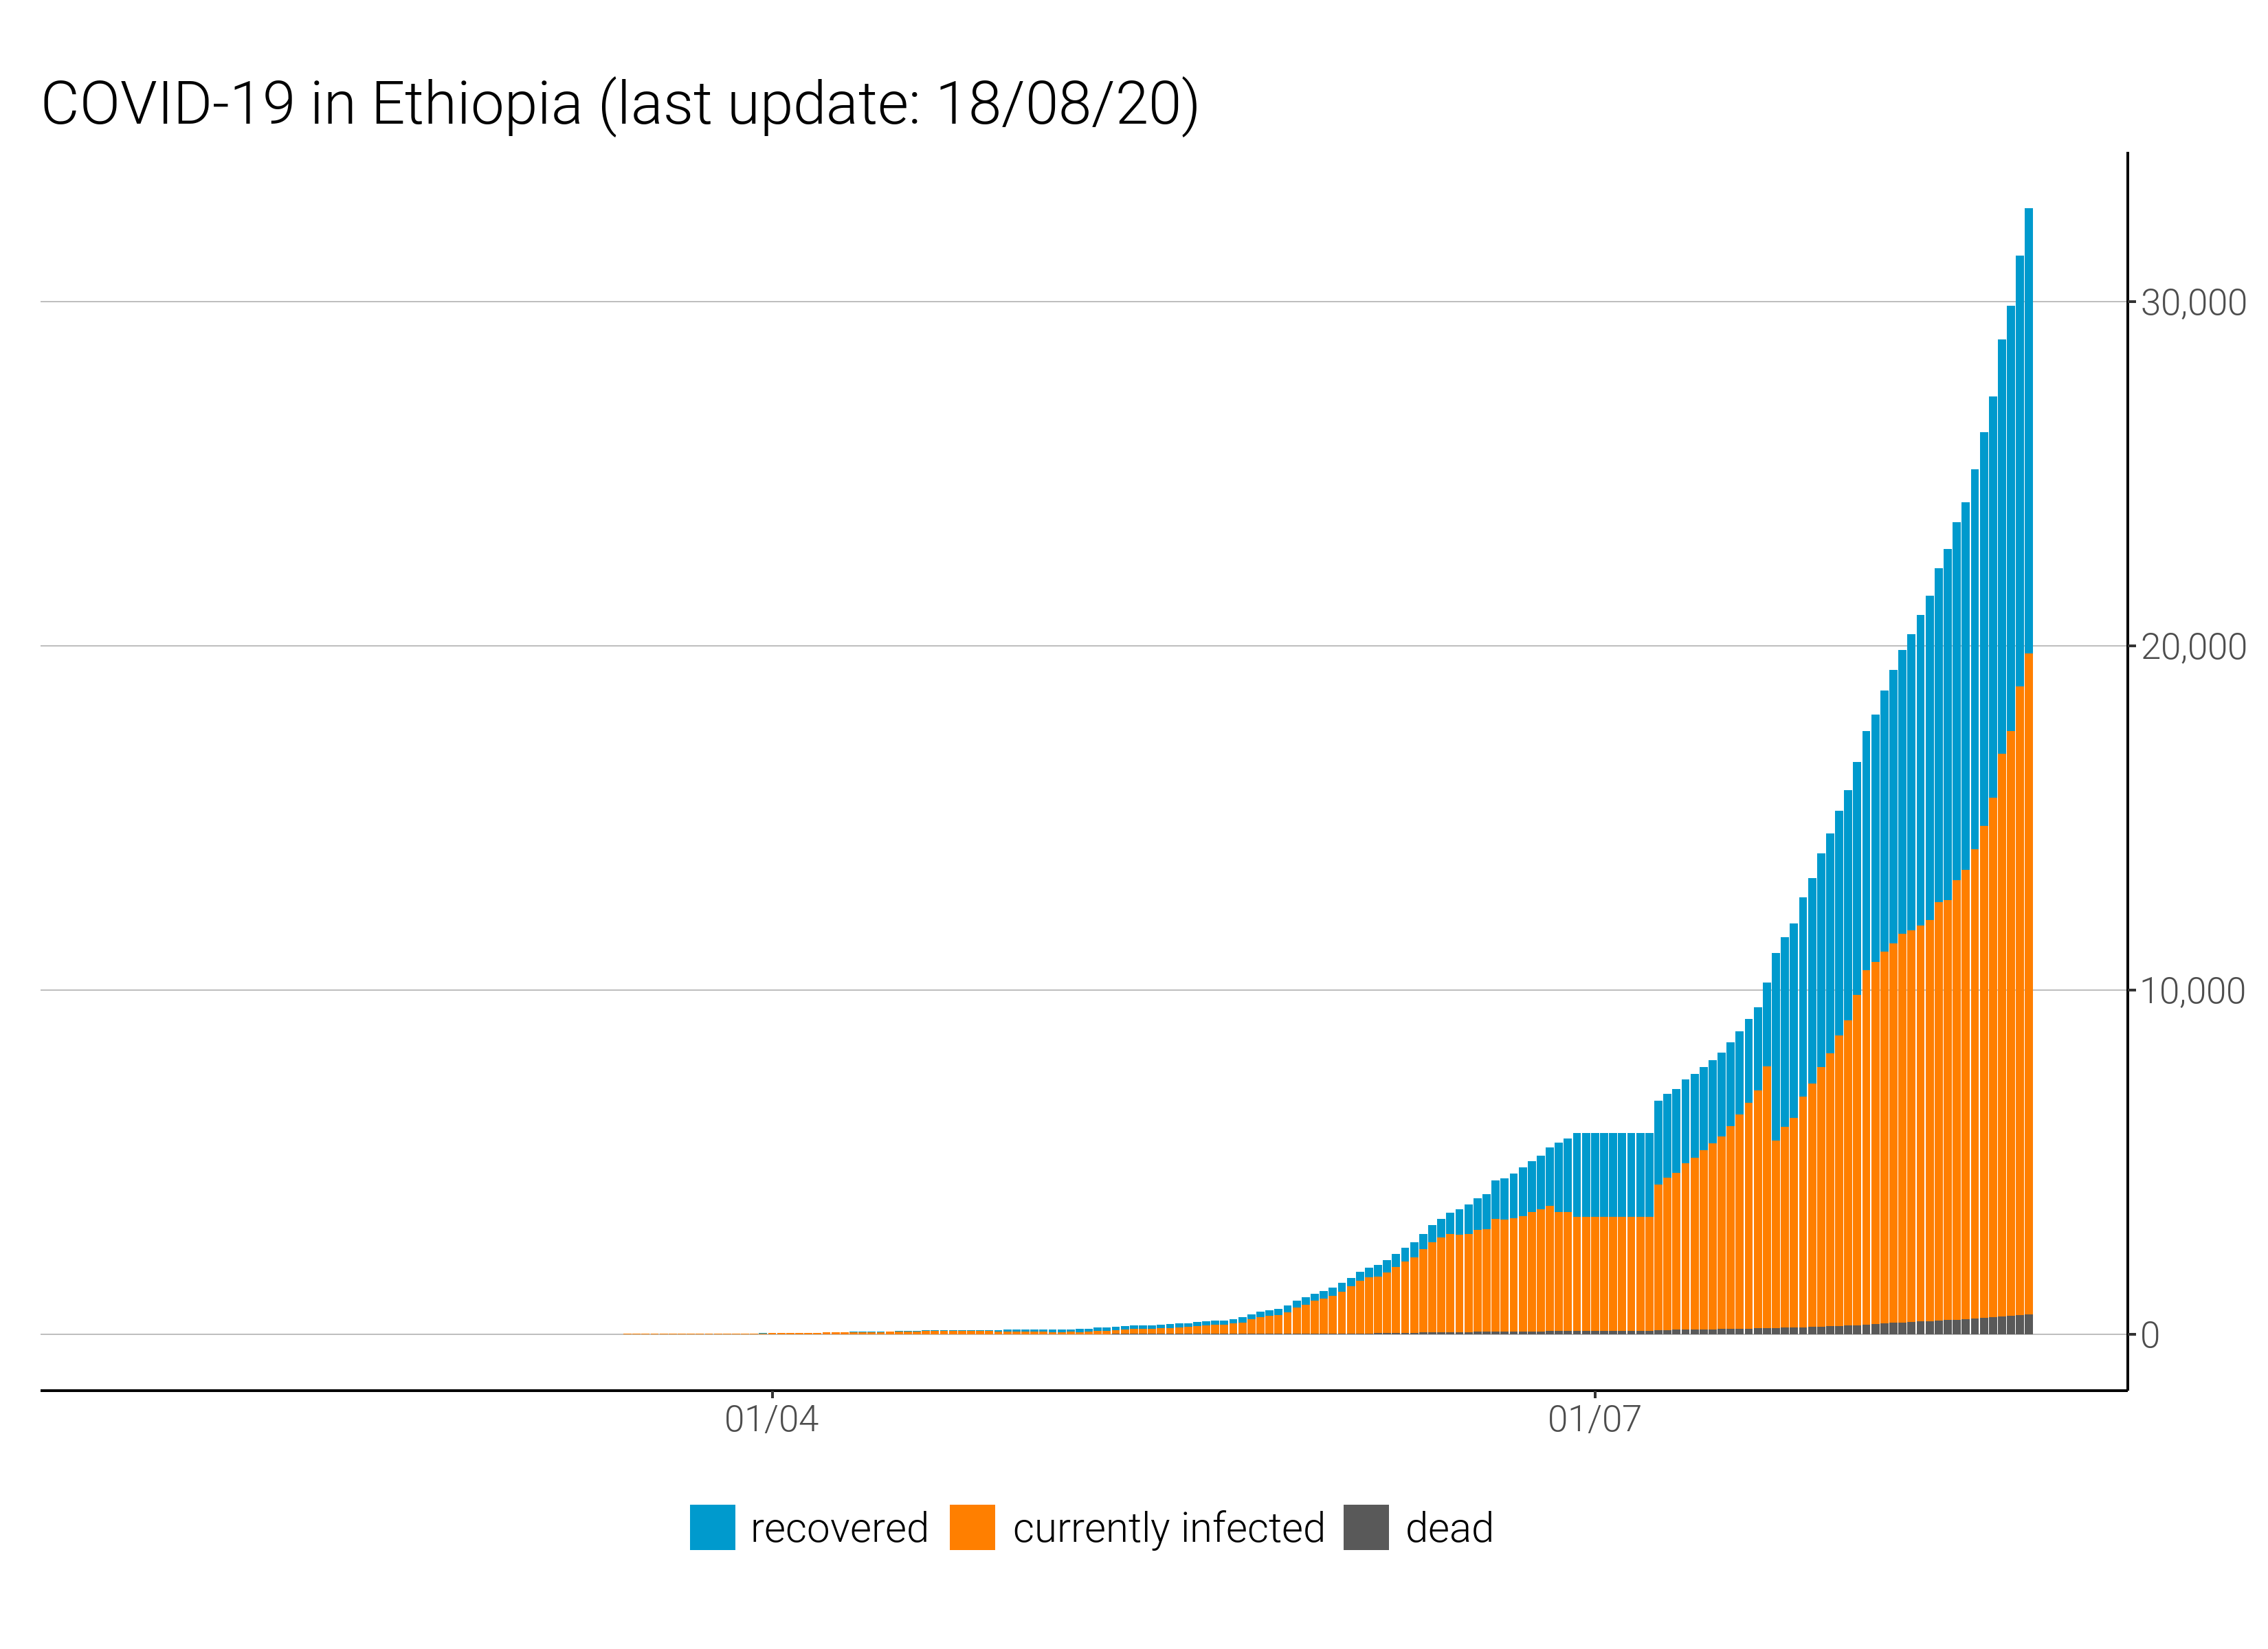 COVID-19 in Ethiopia (last update: 18/08/20)
30,000
20,000
10,000
0
01/04 01/07
recovered currently infected dead